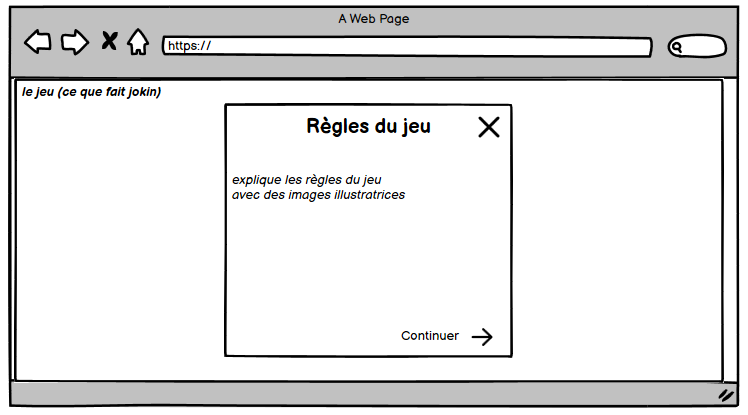 A Web Page
https://
le jeu (ce que fait jokin)
Règles du jeu
explique les règles du jeu
avec des images illustratrices
Continuer